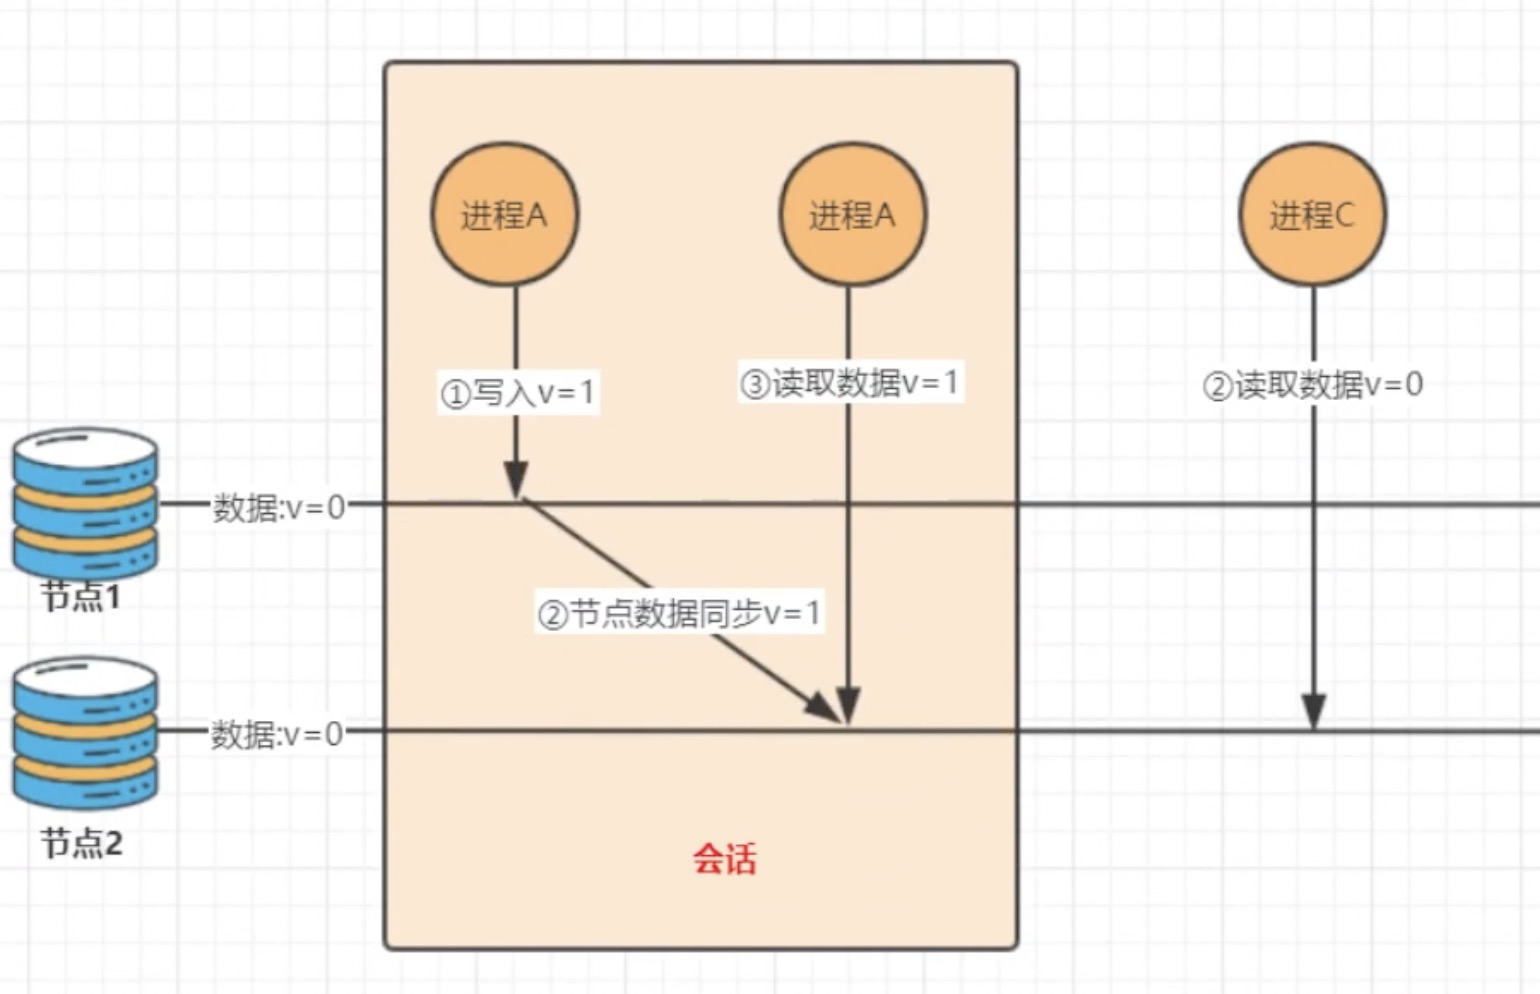 进程A
进程A
进程C
①写入v=1
③读取数据v=1
②读取数据v=0
数据:v=0
节点1
②节点数据同步v=1
数据:v=0
节点2
会话